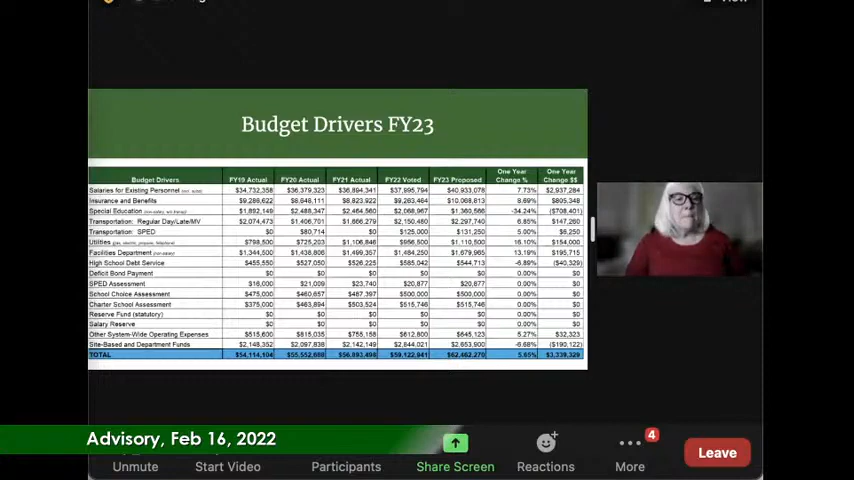 Budget Drivers FY23
Budget Drivers FY19 Actual FY20 Actual FY21 Actual FY22 Voted FY23 Proposed One Year Change % One Year Change $$
Salaries for Existing Personnel $34,732,358 $36,379,323 $36,894,341 $37,995,794 $40,933,078 7.73% $2,937,284
Insurance and Benefits $9,286,622 $8,648,111 $8,823,922 $9,263,464 $10,068,813 8.69% $805,348
Special Education $1,892,149 $2,488,347 $2,464,560 $2,068,967 $1,360,566 -34.24% ($708,401)
Transportation: Regular Day/Late/MV $2,074,473 $1,406,701 $1,666,279 $2,150,480 $2,297,740 6.85% $147,260
Transportation: SPED $0 $80,714 $0 $125,000 $131,250 5.00% $6,250
Utilities $798,500 $725,203 $1,106,846 $956,500 $1,110,500 16.10% $154,000
Facilities Department $1,344,500 $1,438,806 $1,499,357 $1,484,250 $1,679,965 13.19% $195,715
High School Debt Service $455,550 $527,050 $526,225 $585,042 $544,713 -6.89% ($40,329)
Deficit Bond Payment $0 $0 $0 $0 $0 0.00% $0
SPED Assessment $16,000 $21,009 $23,740 $20,877 $20,877 0.00% $0
School Choice Assessment $475,000 $460,657 $487,397 $500,000 $500,000 0.00% $0
Charter School Assessment $375,000 $463,894 $503,524 $515,746 $515,746 0.00% $0
Reserve Fund (statutory) $0 $0 $0 $0 $0 0.00% $0
Salary Reserve $0 $0 $0 $0 $0 0.00% $0
Other System-Wide Operating Expenses $515,600 $815,035 $755,158 $612,800 $645,123 5.27% $32,323
Site-Based and Department Funds $2,148,352 $2,097,838 $2,142,149 $2,844,021 $2,653,900 -6.68% ($190,122)
TOTAL $54,114,104 $55,552,688 $56,893,498 $59,122,941 $62,462,270 5.65% $3,339,329
Advisory, Feb 16, 2022
4
Leave
Unmute Start Video Participants Share Screen Reactions More